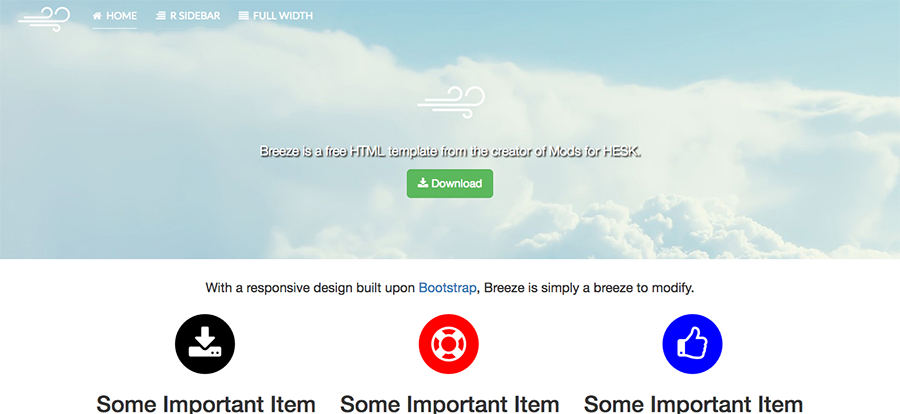 HOME R SIDEBAR FULL WIDTH
Breeze is a free HTML template from the creator of Mods for HESK.
Download
With a responsive design built upon Bootstrap, Breeze is simply a breeze to modify.
Some Important Item Some Important Item Some Important Item